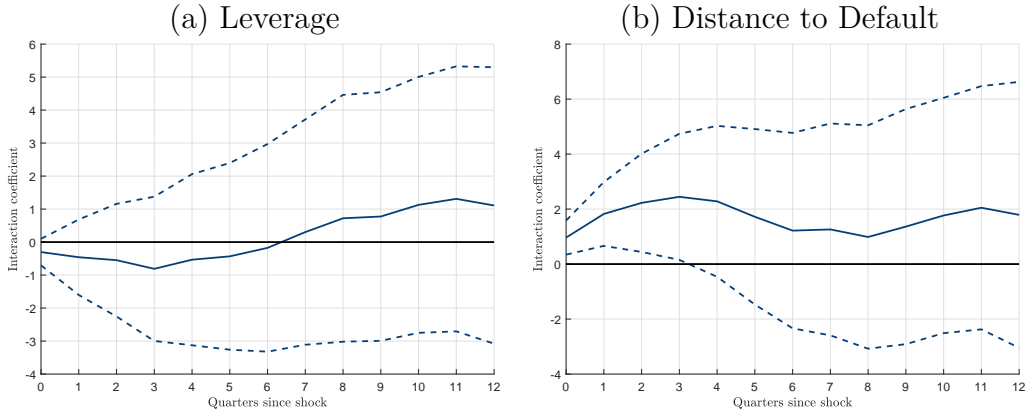 (a) Leverage
6
5
4
3
2
1
0
-1
-2
-3
-4
Interaction coefficient
0 1 2 3 4 5 6 7 8 9 10 11 12
Quarters since shock
(b) Distance to Default
8
6
4
2
0
-2
-4
Interaction coefficient
0 1 2 3 4 5 6 7 8 9 10 11 12
Quarters since shock